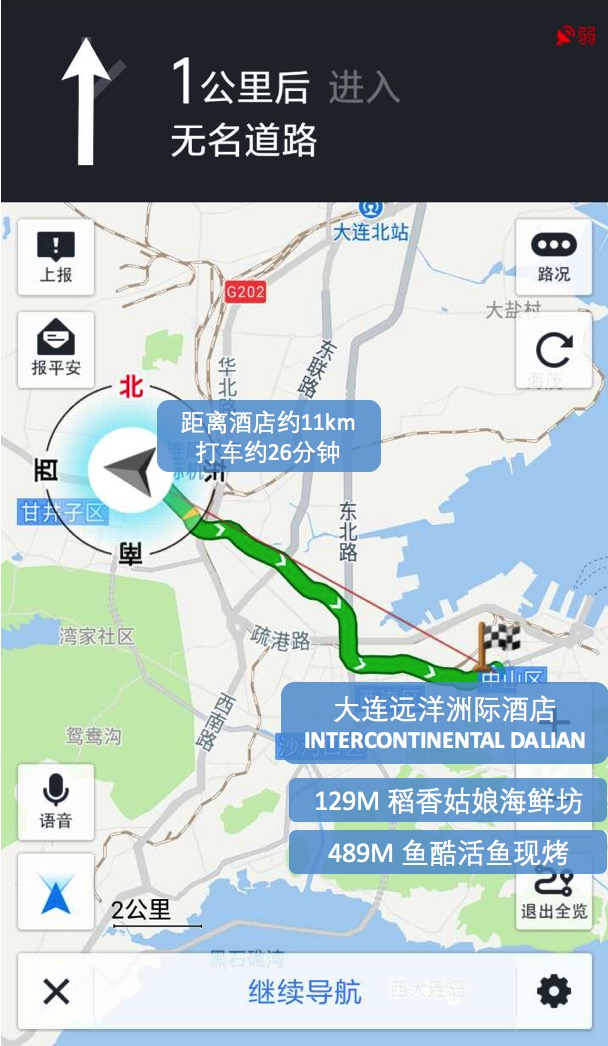 弱
1公里后 进入
无名道路
大连北站
上报
路况
G202
大盐村
报平安
华北路
东联路
北
距离酒店约11km
打车约26分钟
西
东
甘井子区
东北路
南
湾家社区
疏港路
中山区
大连远洋洲际酒店
INTERCONTINENTAL DALIAN
西南路
鸳鸯沟
129M 稻香姑娘海鲜坊
语音
489M 鱼酷活鱼现烤
2公里
退出全览
黑石礁湾
继续导航
西大连岛